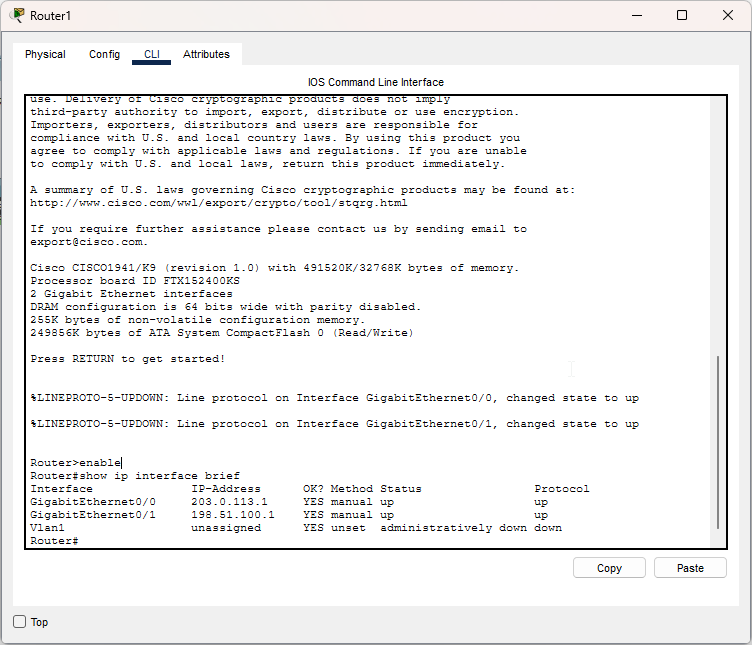 Router1
Physical Config CLI Attributes
IOS Command Line Interface
use. Delivery of Cisco cryptographic products does not imply
third-party authority to import, export, distribute or use encryption.
Importers, exporters, distributors and users are responsible for
compliance with U.S. and local country laws. By using this product you
agree to comply with applicable laws and regulations. If you are unable
to comply with U.S. and local laws, return this product immediately.
A summary of U.S. laws governing Cisco cryptographic products may be found at:
http://www.cisco.com/wwl/export/crypto/tool/stqrg.html
If you require further assistance please contact us by sending email to
export@cisco.com.
Cisco CISCO1941/K9 (revision 1.0) with 491520K/32768K bytes of memory.
Processor board ID FTX152400KS
2 Gigabit Ethernet interfaces
DRAM configuration is 64 bits wide with parity disabled.
255K bytes of non-volatile configuration memory.
249856K bytes of ATA System CompactFlash 0 (Read/Write)
Press RETURN to get started!
%LINEPROTO-5-UPDOWN: Line protocol on Interface GigabitEthernet0/0, changed state to up
%LINEPROTO-5-UPDOWN: Line protocol on Interface GigabitEthernet0/1, changed state to up
Router>enable
Router#show ip interface brief
Interface IP-Address OK? Method Status Protocol
GigabitEthernet0/0 203.0.113.1 YES manual up up
GigabitEthernet0/1 198.51.100.1 YES manual up up
Vlan1 unassigned YES unset administratively down down
Router#
Copy Paste
Top